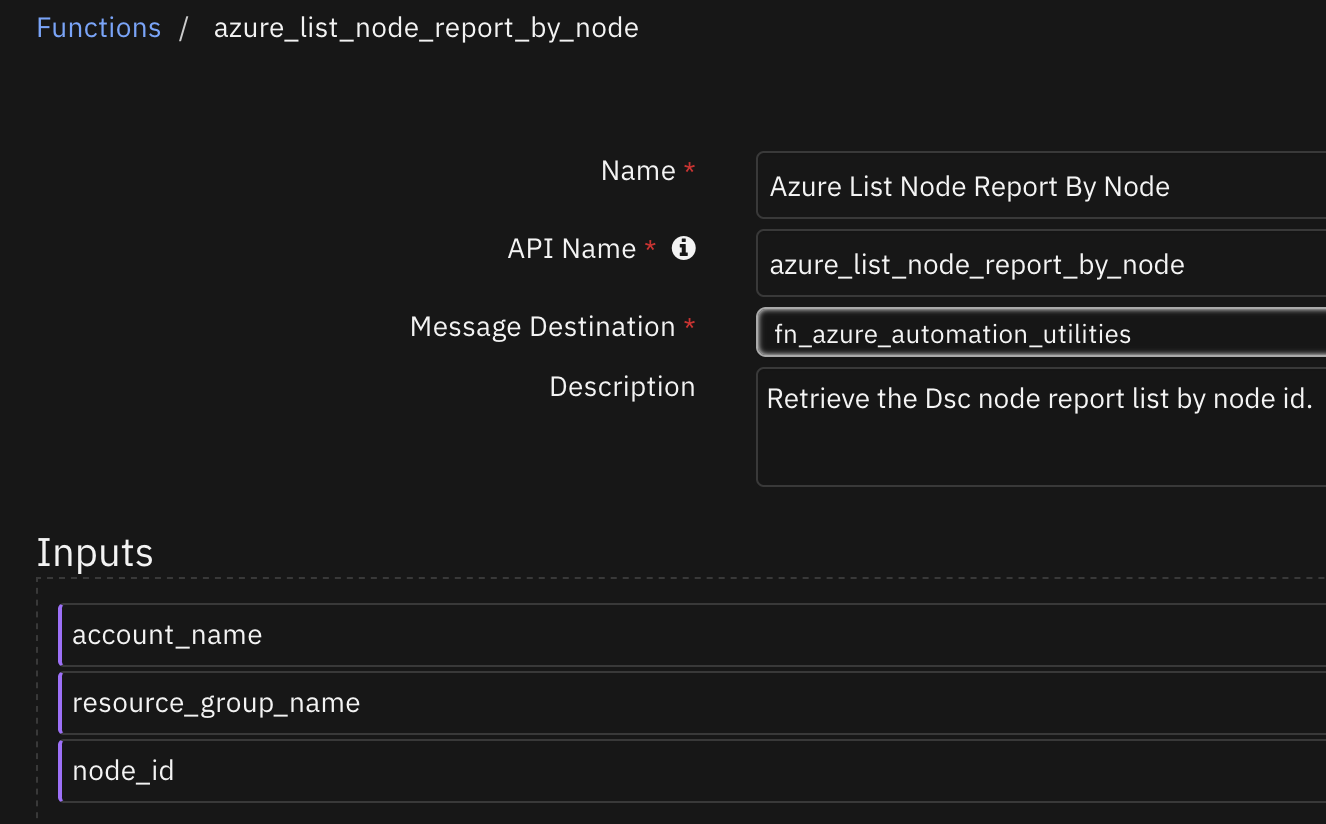 Functions / azure_list_node_report_by_node
Name *
Azure List Node Report By Node
API Name *
azure_list_node_report_by_node
Message Destination *
fn_azure_automation_utilities
Description
Retrieve the Dsc node report list by node id.
Inputs
account_name
resource_group_name
node_id